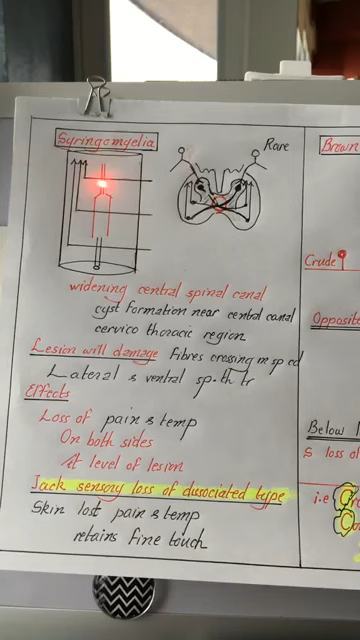 Syringomyelia
Rare
widening central spinal canal
cyst formation near central canal
cervico thoracic region
Lesion will damage Fibres crossing in sp cd
Lateral & ventral sp.th tr
Effects
Loss of pain & temp
On both sides
At level of lesion
Jack sensory loss of dissociated type
Skin lost pain & temp
retains fine touch
Brown
Crude
Opposite
Below
s loss of
i.e